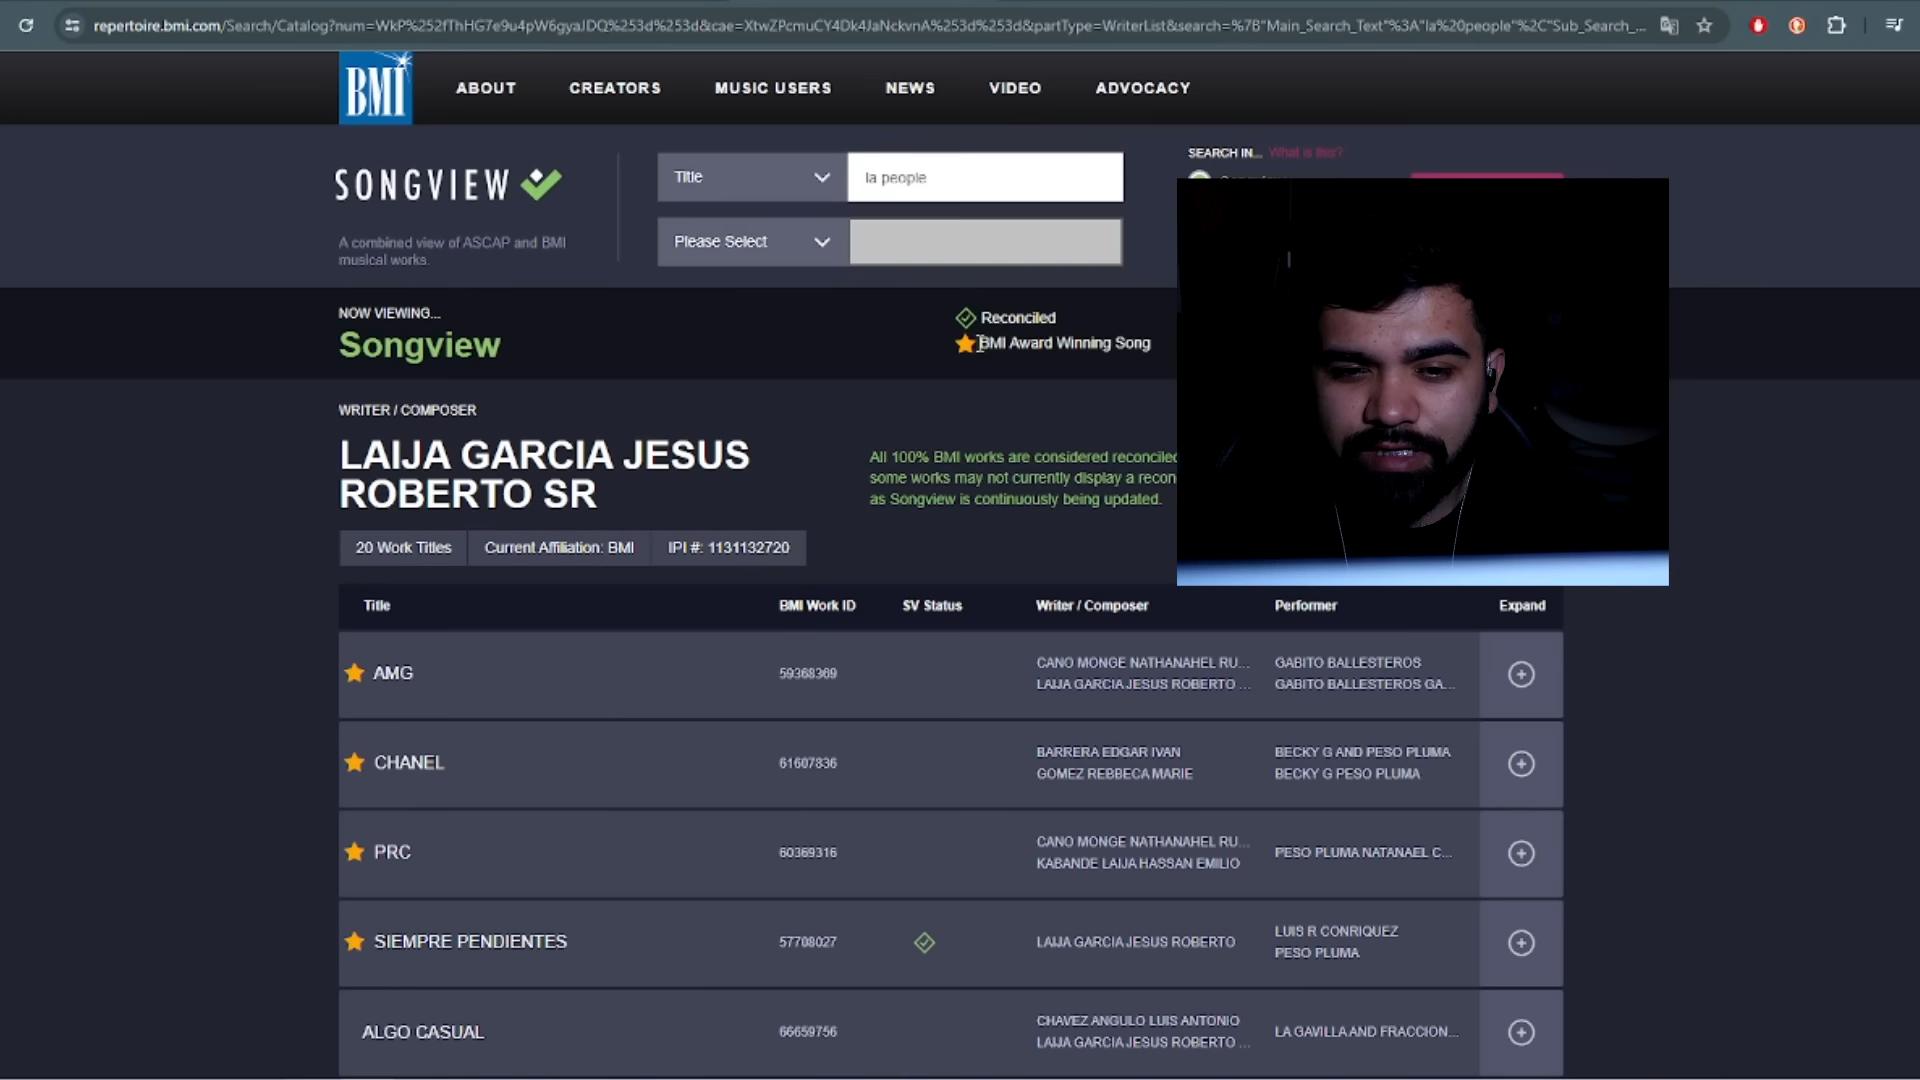 repertoire.bmi.com/Search/Catalog?num=WkP%252fThHG7e9u4pW6gyaJDQ%253d%253d&cae=XtwZPcmuCY4Dk4JaNckvnA%253d%253d&partType=WriterList&search=%7B"Main_Search_Text"%3A"la%20people"%2C"Sub_Search_...
BMI
ABOUT
CREATORS
MUSIC USERS
NEWS
VIDEO
ADVOCACY
SONGVIEW
A combined view of ASCAP and BMI
musical works.
Title
la people
Please Select
SEARCH IN...
What is this?
NOW VIEWING...
Songview
Reconciled
BMI Award Winning Song
WRITER / COMPOSER
LAIJA GARCIA JESUS
ROBERTO SR
All 100% BMI works are considered reconciled
some works may not currently display a recon
as Songview is continuously being updated.
20 Work Titles
Current Affiliation: BMI
IPI #: 1131132720
Title
BMI Work ID
SV Status
Writer / Composer
Performer
Expand
AMG
59368369
CANO MONGE NATHANAHEL RU...
LAIJA GARCIA JESUS ROBERTO ...
GABITO BALLESTEROS
GABITO BALLESTEROS GA...
CHANEL
61607836
BARRERA EDGAR IVAN
GOMEZ REBBECA MARIE
BECKY G AND PESO PLUMA
BECKY G PESO PLUMA
PRC
60369316
CANO MONGE NATHANAHEL RU...
KABANDE LAIJA HASSAN EMILIO
PESO PLUMA NATANAEL C...
SIEMPRE PENDIENTES
57708027
LAIJA GARCIA JESUS ROBERTO
LUIS R CONRIQUEZ
PESO PLUMA
ALGO CASUAL
66659756
CHAVEZ ANGULO LUIS ANTONIO
LAIJA GARCIA JESUS ROBERTO ...
LA GAVILLA AND FRACCION...